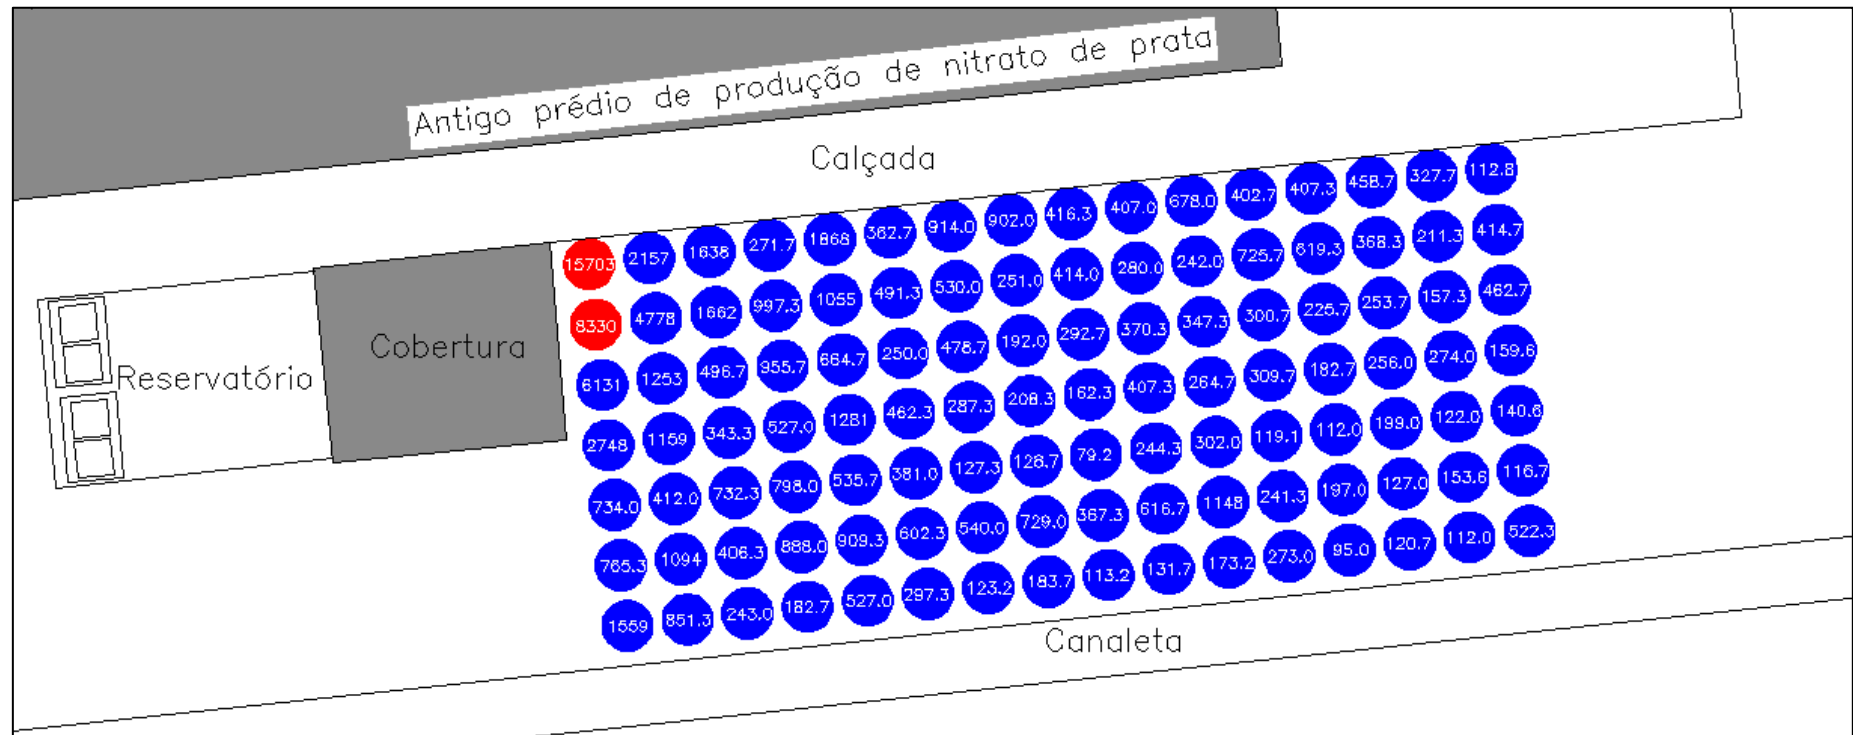 Antigo prédio de produção de nitrato de prata
Calçada
15703 2157 1638 271.7 1868 362.7 914.0 902.0 416.3 407.0 678.0 402.7 407.3 458.7 327.7 112.8
8330 4778 1662 997.3 1055 491.3 530.0 251.0 414.0 280.0 242.0 725.7 619.3 368.3 211.3 414.7
6131 1253 496.7 955.7 664.7 250.0 478.7 192.0 292.7 370.3 347.3 300.7 225.7 253.7 157.3 462.7
2748 1159 343.3 527.0 1281 462.3 287.3 208.3 162.3 407.3 264.7 309.7 182.7 256.0 274.0 159.6
734.0 412.0 732.3 798.0 535.7 381.0 127.3 126.7 79.2 244.3 302.0 119.1 112.0 199.0 122.0 140.6
765.3 1094 406.3 888.0 909.3 602.3 540.0 729.0 367.3 616.7 1148 241.3 197.0 127.0 153.6 116.7
1559 851.3 243.0 182.7 527.0 297.3 123.2 183.7 113.2 131.7 173.2 273.0 95.0 120.7 112.0 522.3
Cobertura
Reservatório
Canaleta